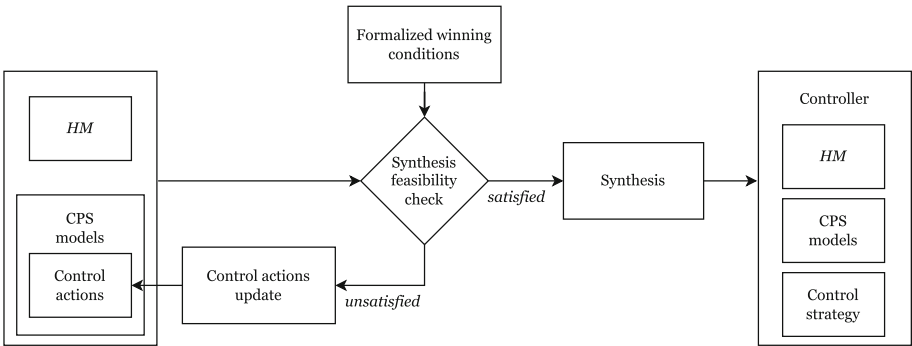 Formalized winning
conditions
HM
CPS
models
Control
actions
Control actions
update
Synthesis
feasibility
check
satisfied
unsatisfied
Synthesis
Controller
HM
CPS
models
Control
strategy